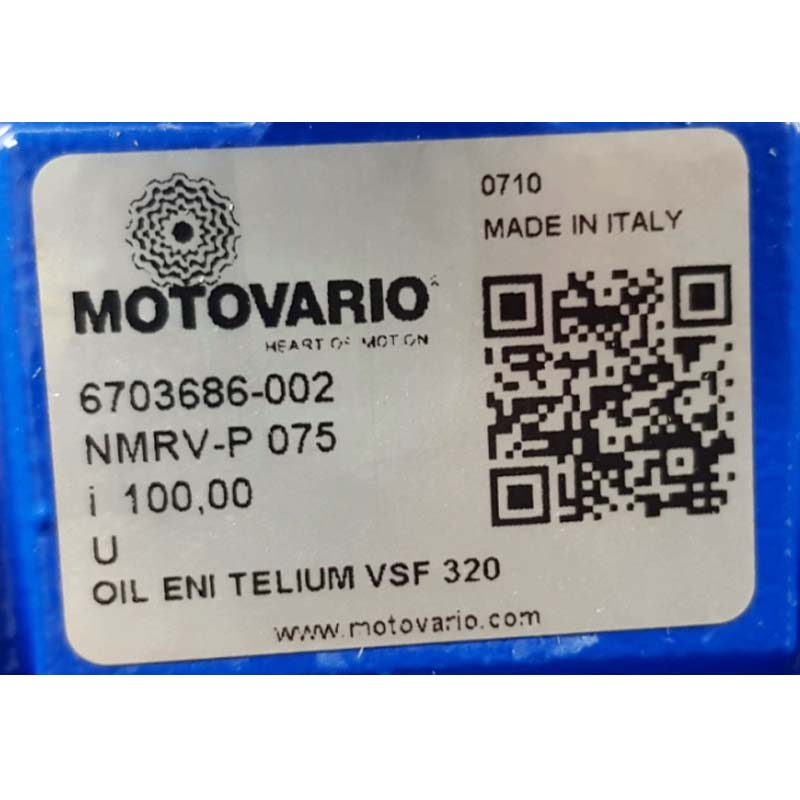 0710
MADE IN ITALY
MOTOVARIO
HEART OF MOTION
6703686-002
NMRV-P 075
i 100,00
U
OIL ENI TELIUM VSF 320
www.motovario.com